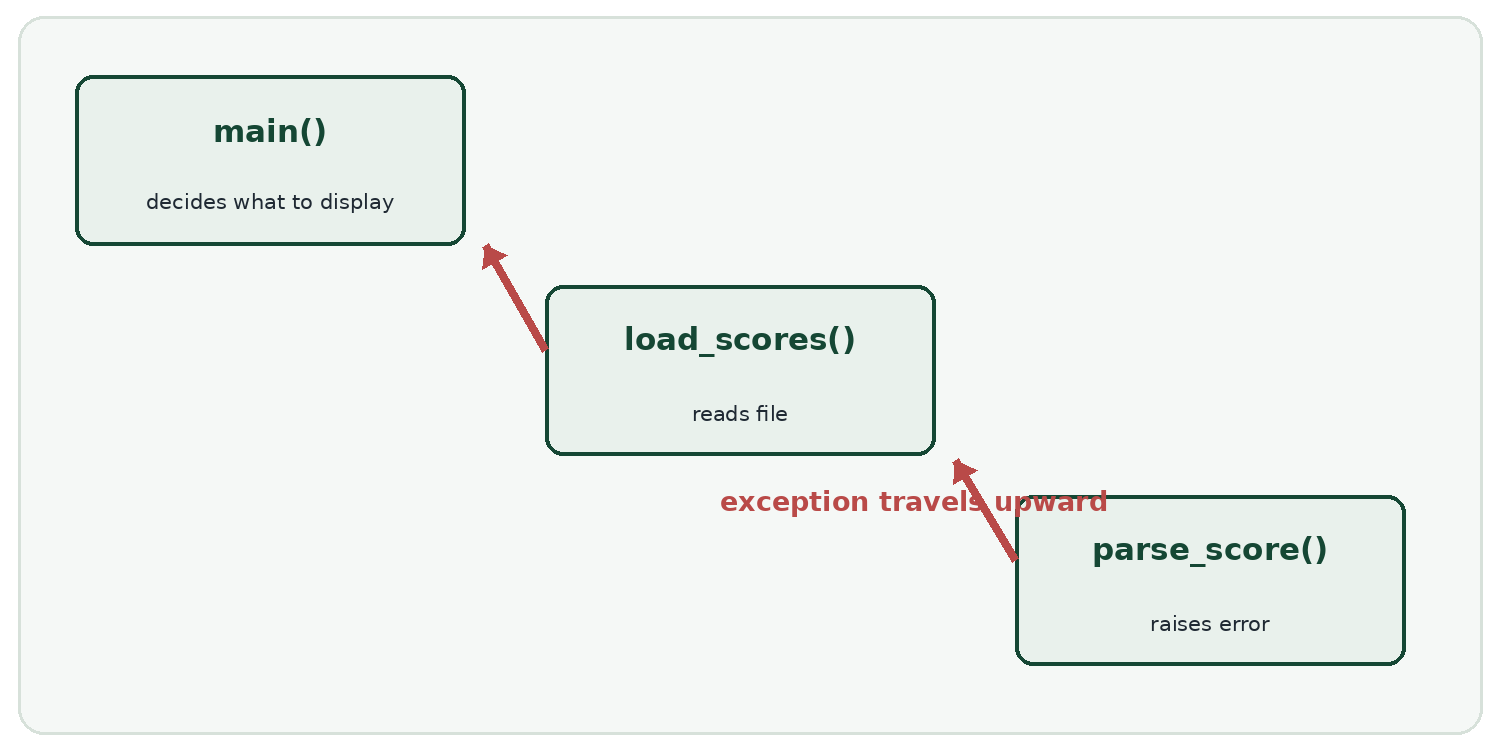 main()
decides what to display
load_scores()
reads file
exception travels upward
parse_score()
raises error